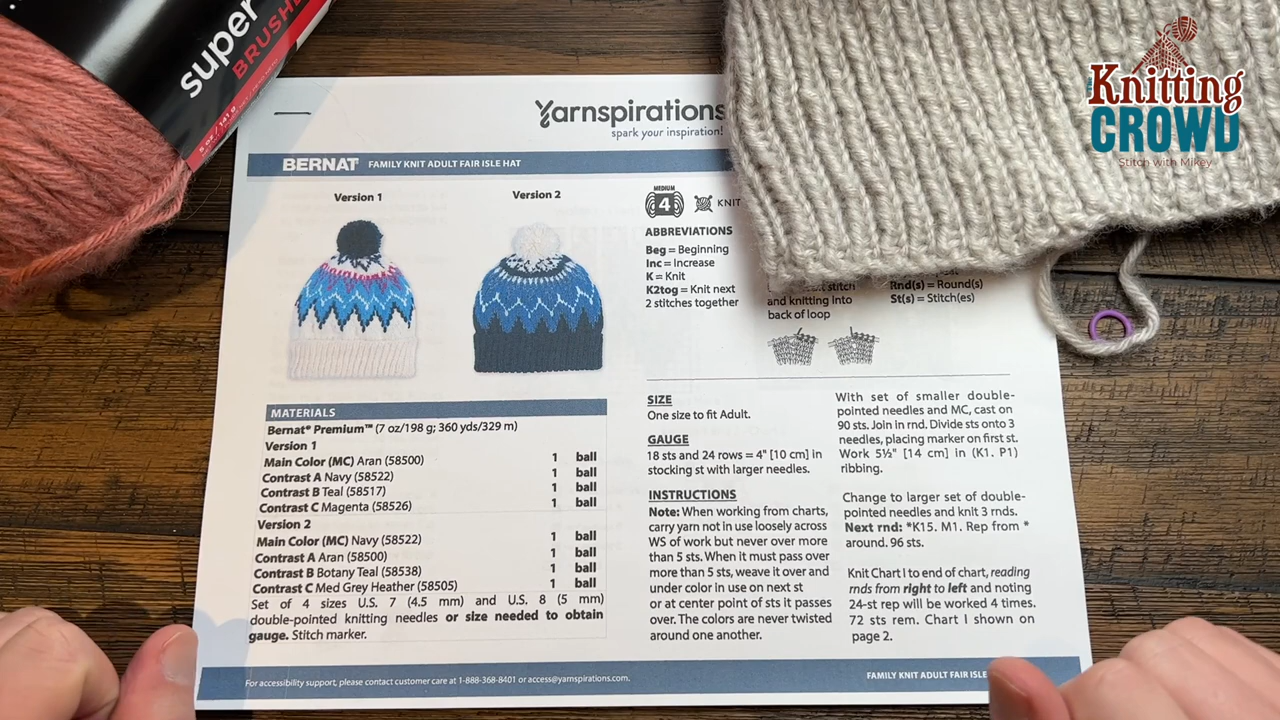 super
BRUSHE
5 oz / 141 g
Knitting
CROWD
Stitch with Mikey
Yarnspirations
spark your inspiration!
BERNAT FAMILY KNIT ADULT FAIR ISLE HAT
Version 1
Version 2
MEDIUM
4
KNIT
ABBREVIATIONS
Beg = Beginning
Inc = Increase
K = Knit
K2tog = Knit next
2 stitches together
stitch
and knitting into
back of loop
Rnd(s) = Round(s)
St(s) = Stitch(es)
MATERIALS
Bernat® Premium™ (7 oz/198 g; 360 yds/329 m)
Version 1
Main Color (MC) Aran (58500) 1 ball
Contrast A Navy (58522) 1 ball
Contrast B Teal (58517) 1 ball
Contrast C Magenta (58526) 1 ball
Version 2
Main Color (MC) Navy (58522) 1 ball
Contrast A Aran (58500) 1 ball
Contrast B Botany Teal (58538) 1 ball
Contrast C Med Grey Heather (58505) 1 ball
Set of 4 sizes U.S. 7 (4.5 mm) and U.S. 8 (5 mm)
double-pointed knitting needles or size needed to obtain
gauge. Stitch marker.
SIZE
One size to fit Adult.
GAUGE
18 sts and 24 rows = 4" [10 cm] in
stocking st with larger needles.
INSTRUCTIONS
Note: When working from charts,
carry yarn not in use loosely across
WS of work but never over more
than 5 sts. When it must pass over
more than 5 sts, weave it over and
under color in use on next st
or at center point of sts it passes
over. The colors are never twisted
around one another.
With set of smaller double-
pointed needles and MC, cast on
90 sts. Join in rnd. Divide sts onto 3
needles, placing marker on first st.
Work 5½" [14 cm] in (K1. P1)
ribbing.
Change to larger set of double-
pointed needles and knit 3 rnds.
Next rnd: *K15. M1. Rep from *
around. 96 sts.
Knit Chart I to end of chart, reading
rnds from right to left and noting
24-st rep will be worked 4 times.
72 sts rem. Chart I shown on
page 2.
For accessibility support, please contact customer care at 1-888-368-8401 or access@yarnspirations.com.
FAMILY KNIT ADULT FAIR ISLE